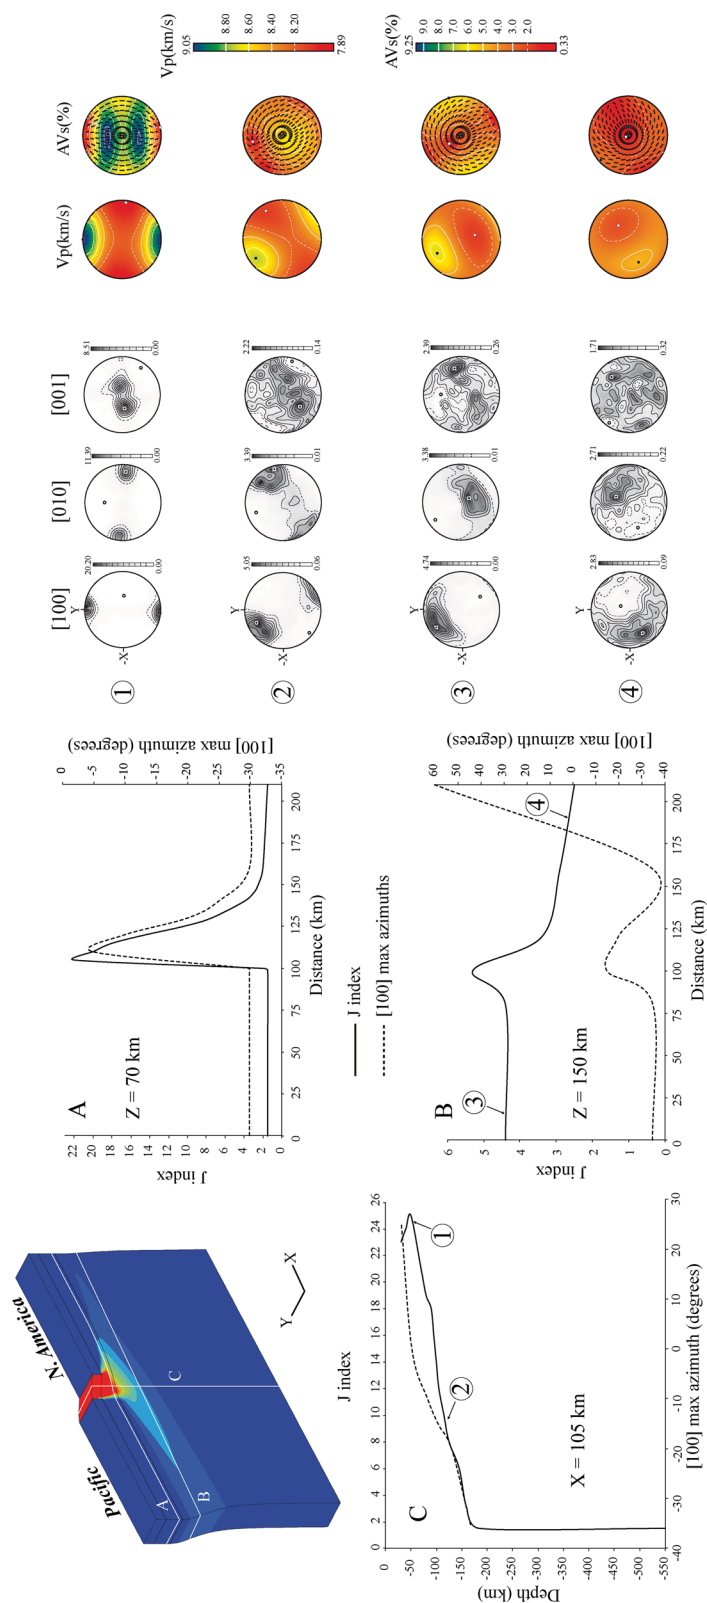 Pacific
N. America
A
B
C
Y
X
J index
0 2 4 6 8 10 12 14 16 18 20 22 24 26
C
X = 105 km
1
2
Depth (km)
0
-50
-100
-150
-200
-250
-300
-350
-400
-450
-500
-550
-40 -30 -20 -10 0 10 20 30
[100] max azimuth (degrees)
A
Z = 70 km
J index
22
20
18
16
14
12
10
8
6
4
2
0
0 25 50 75 100 125 150 175 200
Distance (km)
0
-5
-10
-15
-20
-25
-30
-35
[100] max azimuth (degrees)
J index
[100] max azimuths
B
Z = 150 km
3
4
J index
6
5
4
3
2
1
0
0 25 50 75 100 125 150 175 200
Distance (km)
60
50
40
30
20
10
0
-10
-20
-30
-40
[100] max azimuth (degrees)
[100] [010] [001] Vp(km/s) AVs(%)
1
Y
-X
20.20
0.00
11.39
0.00
8.51
0.00
2
-X
5.05
0.06
3.39
0.01
2.22
0.14
3
Y
-X
4.74
0.00
3.38
0.01
2.39
0.26
4
Y
-X
2.83
0.09
2.71
0.22
1.71
0.32
Vp(km/s)
9.05
8.80
8.60
8.40
8.20
7.89
AVs(%)
9.25
9.0
8.0
7.0
6.0
5.0
4.0
3.0
2.0
0.33